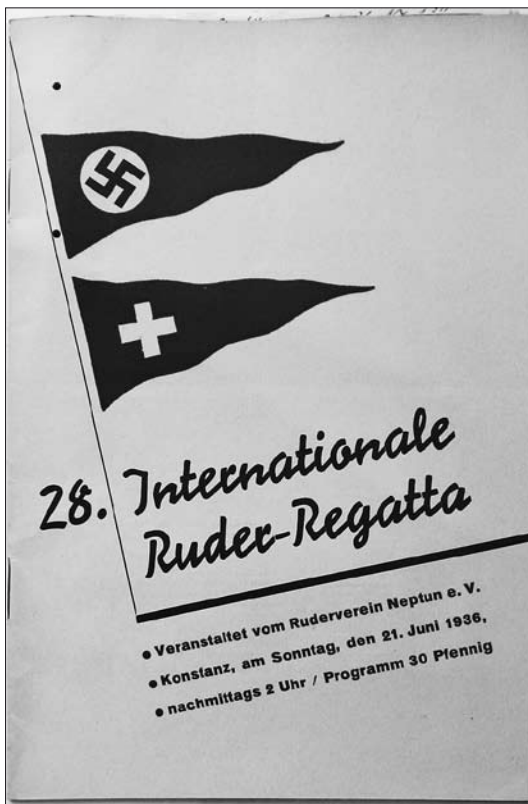 28. Internationale
Ruder-Regatta
• Veranstaltet vom Ruderverein Neptun e. V.
• Konstanz, am Sonntag, den 21. Juni 1936,
• nachmittags 2 Uhr / Programm 30 Pfennig